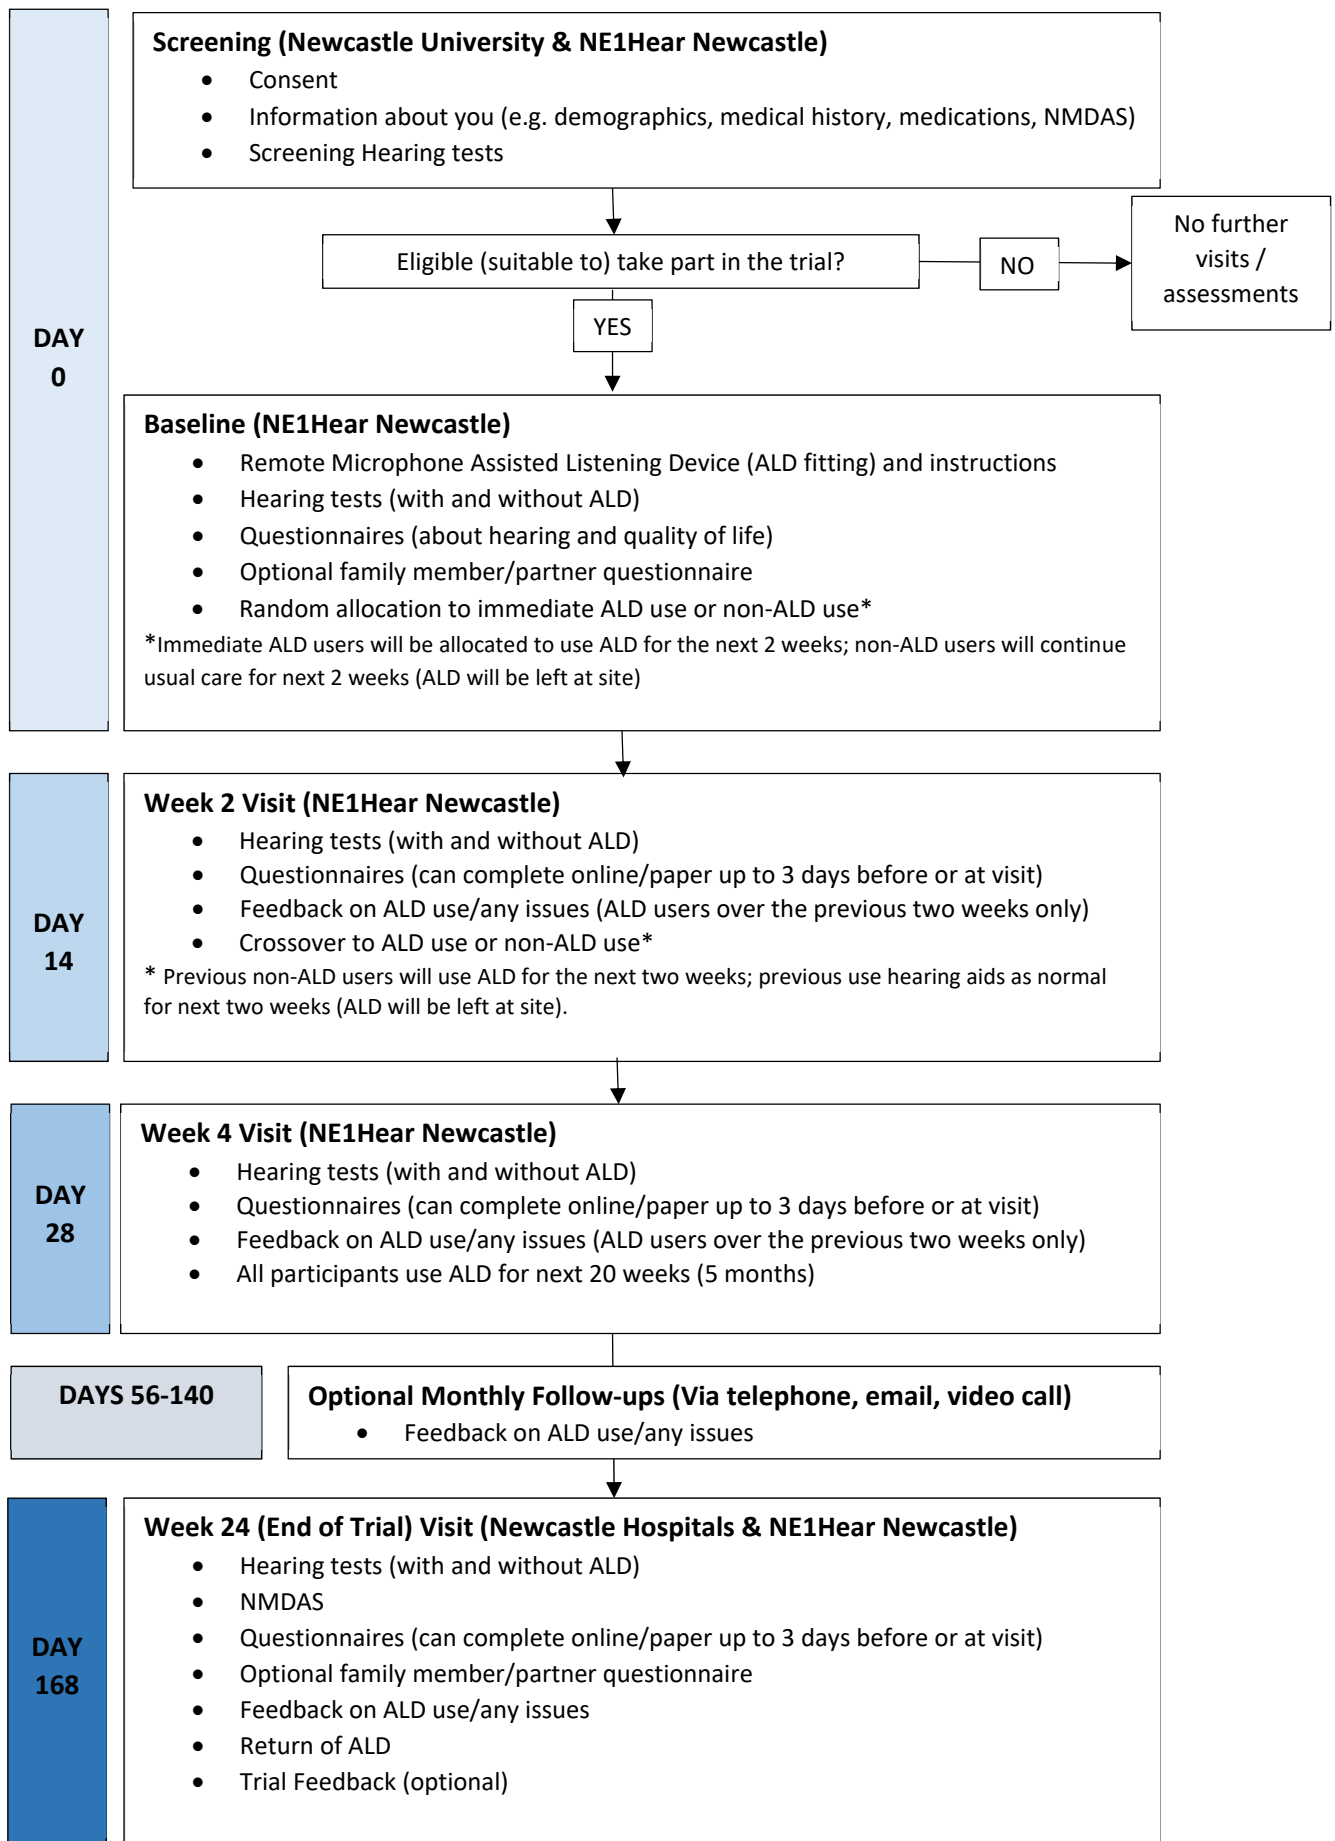 Screening (Newcastle University & NE1Hear Newcastle)
• Consent
• Information about you (e.g. demographics, medical history, medications, NMDAS)
• Screening Hearing tests
Eligible (suitable to) take part in the trial?
NO
No further
visits /
assessments
YES
DAY
0
Baseline (NE1Hear Newcastle)
• Remote Microphone Assisted Listening Device (ALD fitting) and instructions
• Hearing tests (with and without ALD)
• Questionnaires (about hearing and quality of life)
• Optional family member/partner questionnaire
• Random allocation to immediate ALD use or non-ALD use*
*Immediate ALD users will be allocated to use ALD for the next 2 weeks; non-ALD users will continue
usual care for next 2 weeks (ALD will be left at site)
DAY
14
Week 2 Visit (NE1Hear Newcastle)
• Hearing tests (with and without ALD)
• Questionnaires (can complete online/paper up to 3 days before or at visit)
• Feedback on ALD use/any issues (ALD users over the previous two weeks only)
• Crossover to ALD use or non-ALD use*
* Previous non-ALD users will use ALD for the next two weeks; previous use hearing aids as normal
for next two weeks (ALD will be left at site).
DAY
28
Week 4 Visit (NE1Hear Newcastle)
• Hearing tests (with and without ALD)
• Questionnaires (can complete online/paper up to 3 days before or at visit)
• Feedback on ALD use/any issues (ALD users over the previous two weeks only)
• All participants use ALD for next 20 weeks (5 months)
DAYS 56-140
Optional Monthly Follow-ups (Via telephone, email, video call)
• Feedback on ALD use/any issues
DAY
168
Week 24 (End of Trial) Visit (Newcastle Hospitals & NE1Hear Newcastle)
• Hearing tests (with and without ALD)
• NMDAS
• Questionnaires (can complete online/paper up to 3 days before or at visit)
• Optional family member/partner questionnaire
• Feedback on ALD use/any issues
• Return of ALD
• Trial Feedback (optional)